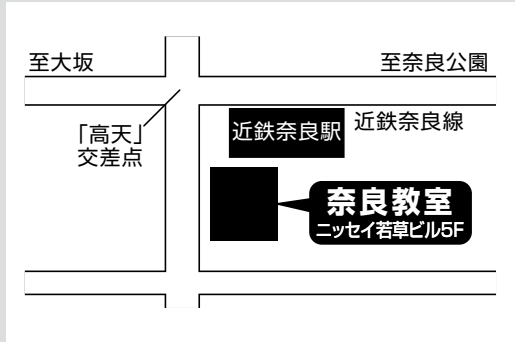 至大坂
至奈良公園
「高天」
交差点
近鉄奈良駅
近鉄奈良線
奈良教室
ニッセイ若草ビル5F